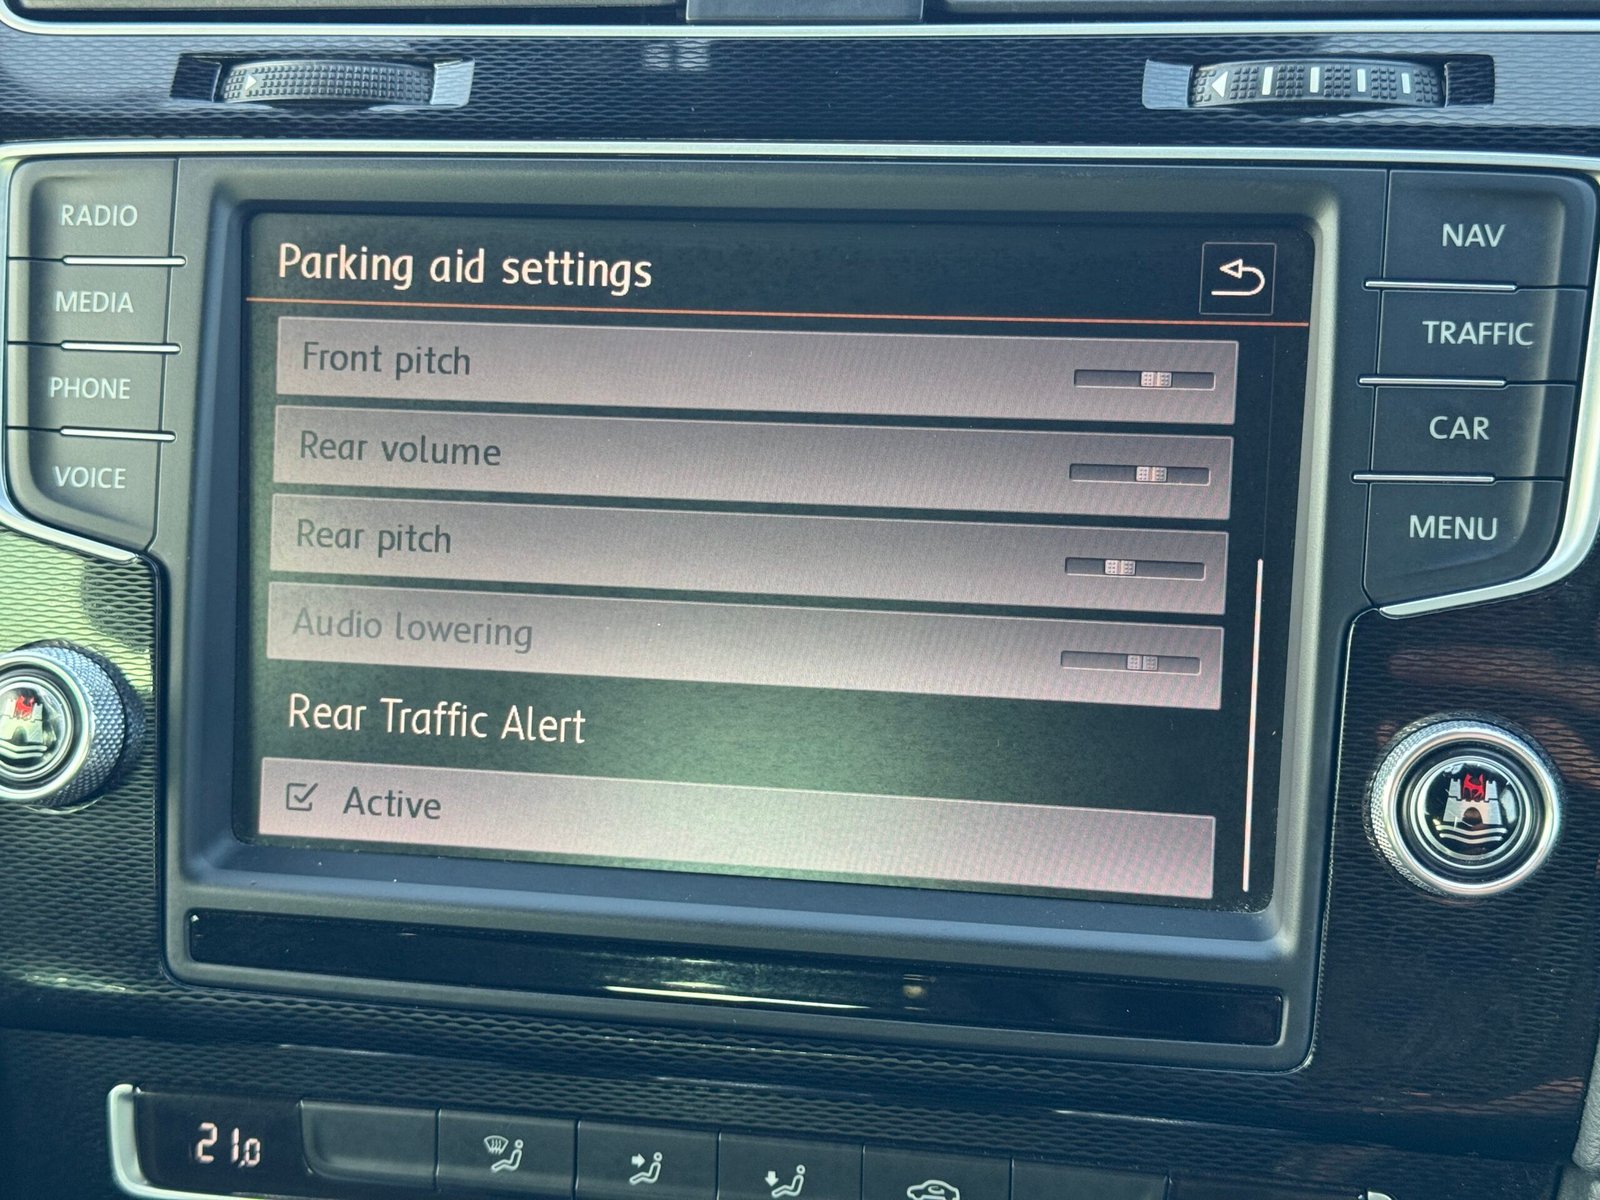 RADIO
MEDIA
PHONE
VOICE
Parking aid settings
Front pitch
Rear volume
Rear pitch
Audio lowering
Rear Traffic Alert
Active
NAV
TRAFFIC
CAR
MENU
21.0